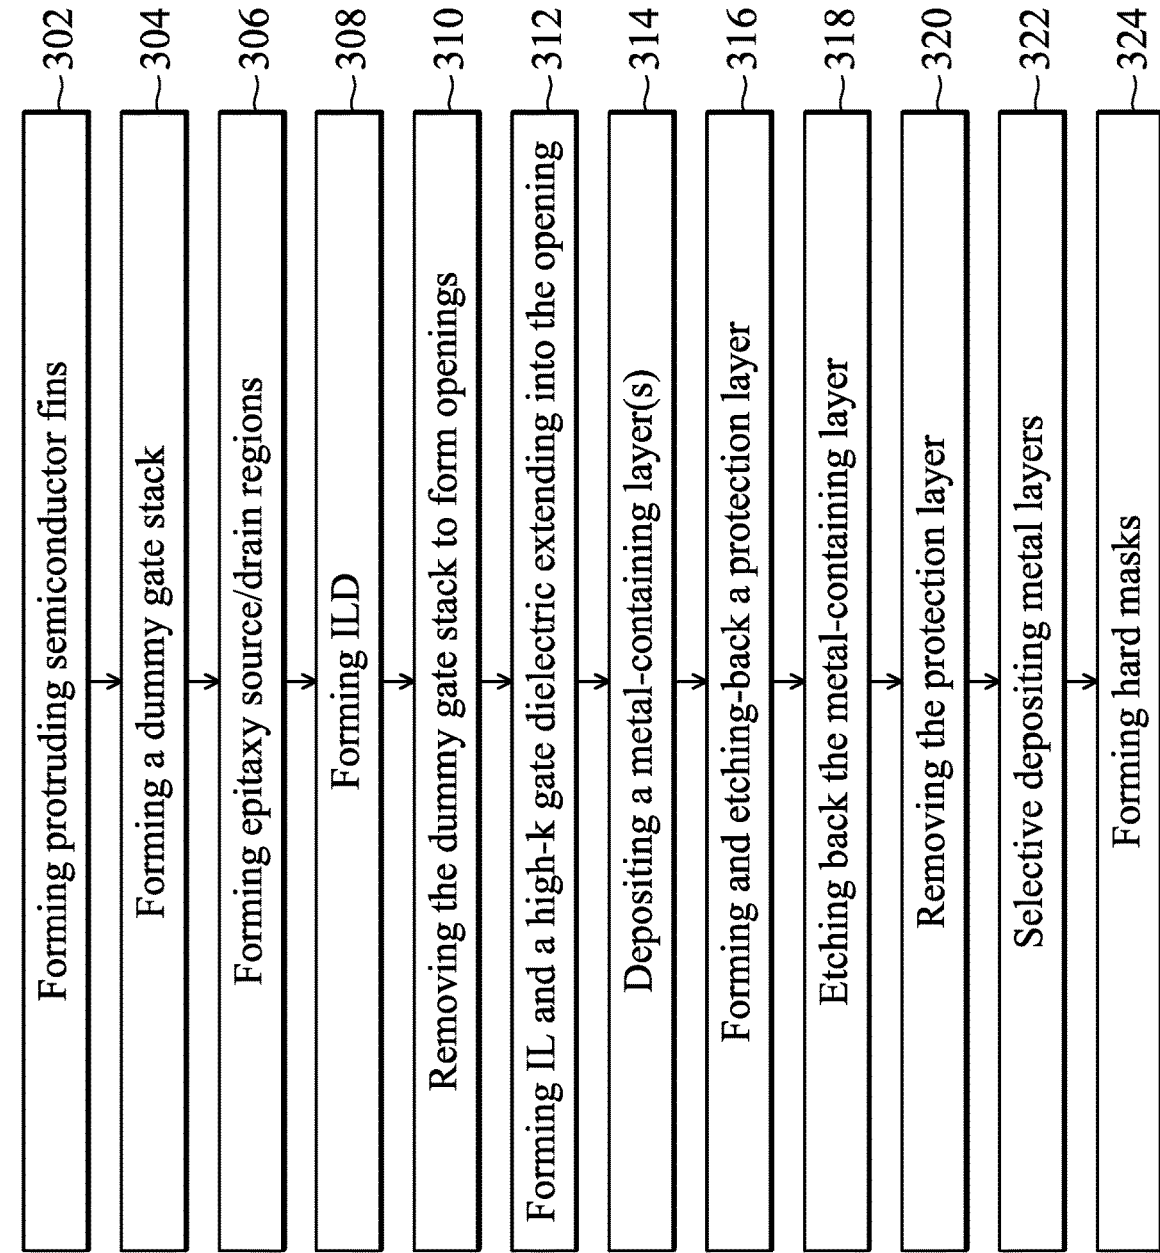 Forming protruding semiconductor fins 302
Forming a dummy gate stack 304
Forming epitaxy source/drain regions 306
Forming ILD 308
Removing the dummy gate stack to form openings 310
Forming IL and a high-k gate dielectric extending into the opening 312
Depositing a metal-containing layer(s) 314
Forming and etching-back a protection layer 316
Etching back the metal-containing layer 318
Removing the protection layer 320
Selective depositing metal layers 322
Forming hard masks 324